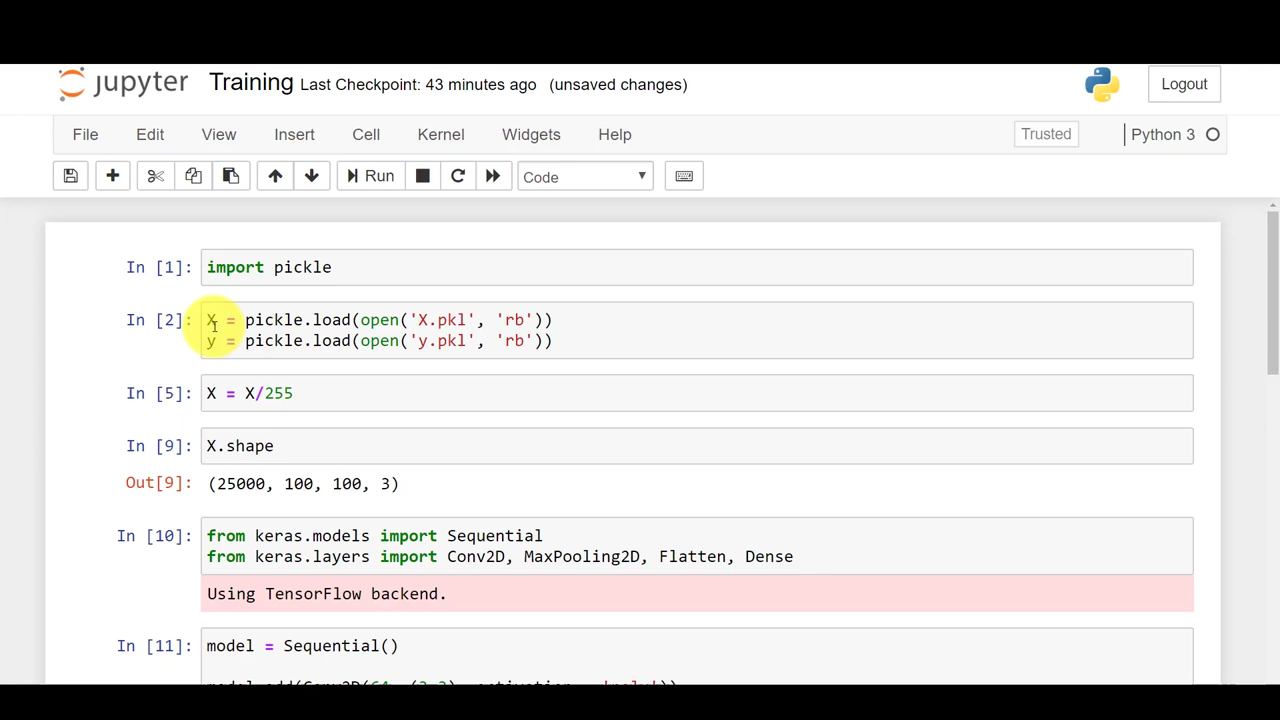 jupyter Training Last Checkpoint: 43 minutes ago (unsaved changes) Logout
File Edit View Insert Cell Kernel Widgets Help Trusted Python 3
Run Code
In [1]: import pickle
In [2]: X = pickle.load(open('X.pkl', 'rb'))
y = pickle.load(open('y.pkl', 'rb'))
In [5]: X = X/255
In [9]: X.shape
Out[9]: (25000, 100, 100, 3)
In [10]: from keras.models import Sequential
from keras.layers import Conv2D, MaxPooling2D, Flatten, Dense
Using TensorFlow backend.
In [11]: model = Sequential()